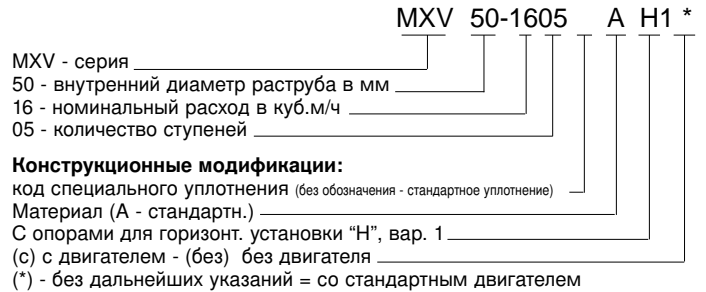 MXV 50-1605 A H1 *
MXV - серия
50 - внутренний диаметр раструба в мм
16 - номинальный расход в куб.м/ч
05 - количество ступеней
Конструкционные модификации:
код специального уплотнения (без обозначения - стандартное уплотнение)
Материал (А - стандартн.)
С опорами для горизонт. установки “H”, вар. 1
(с) с двигателем - (без) без двигателя
(*) - без дальнейших указаний = со стандартным двигателем